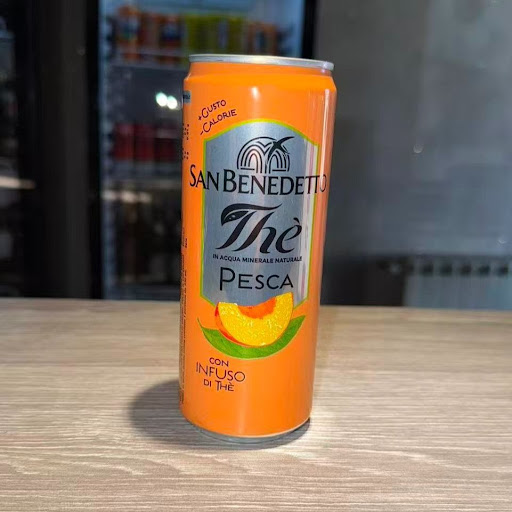 +GUSTO
-CALORIE
SAN BENEDETTO
Thè
IN ACQUA MINERALE NATURALE
PESCA
CON
INFUSO
DI THÈ